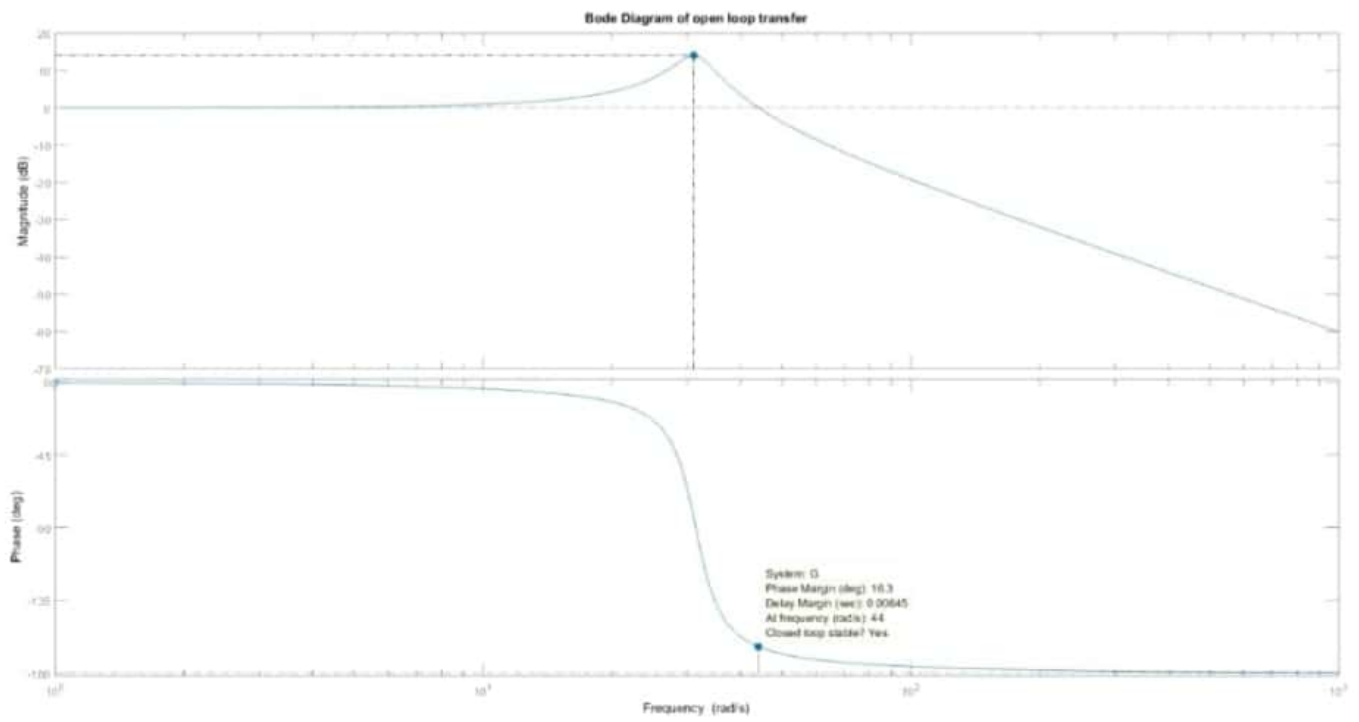 Bode Diagram of open loop transfer
20
10
0
-10
-20
-30
-40
-50
-60
-70
Magnitude (dB)
0
-45
-90
-135
-180
Phase (deg)
System: G
Phase Margin (deg): 16.3
Delay Margin (sec): 0.00645
At frequency (rad/s): 44
Closed loop stable? Yes
10^0
10^1
10^2
10^3
Frequency (rad/s)